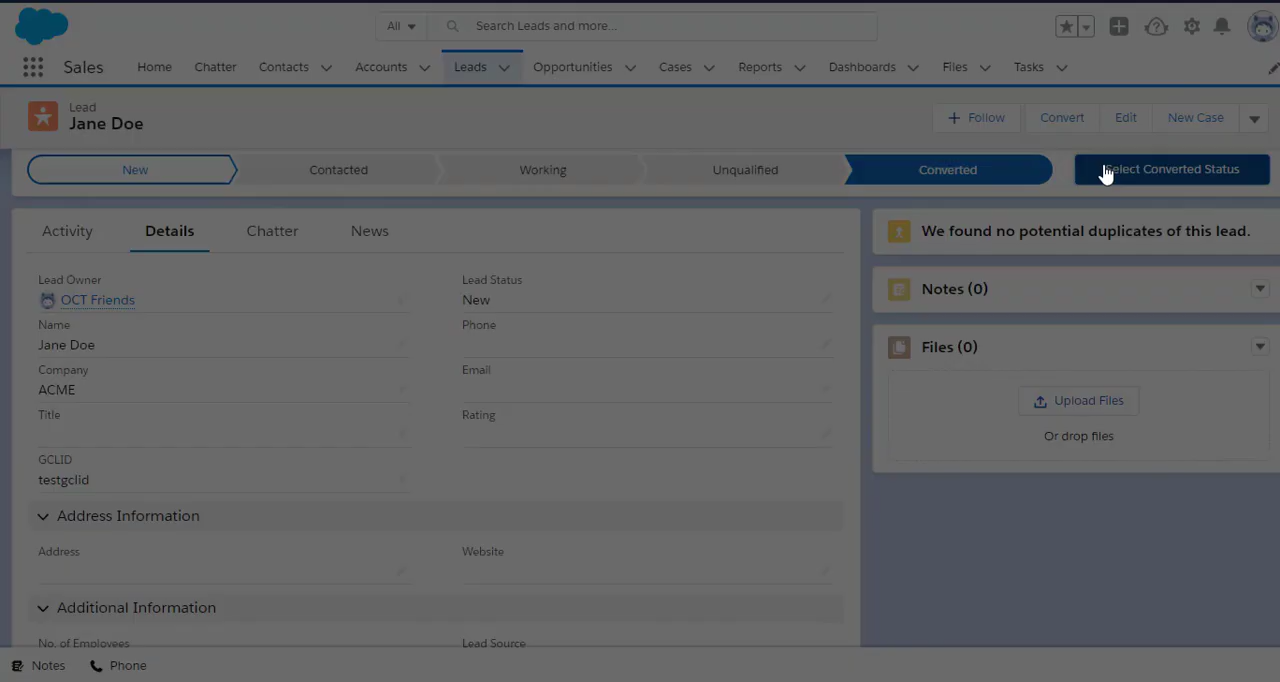 All
Search Leads and more...
Sales
Home
Chatter
Contacts
Accounts
Leads
Opportunities
Cases
Reports
Dashboards
Files
Tasks
Lead
Jane Doe
Follow
Convert
Edit
New Case
New
Contacted
Working
Unqualified
Converted
Select Converted Status
Activity
Details
Chatter
News
Lead Owner
OCT Friends
Lead Status
New
Name
Jane Doe
Phone
Company
ACME
Email
Title
Rating
GCLID
testgclid
Address Information
Address
Website
Additional Information
No. of Employees
Lead Source
We found no potential duplicates of this lead.
Notes (0)
Files (0)
Upload Files
Or drop files
Notes
Phone